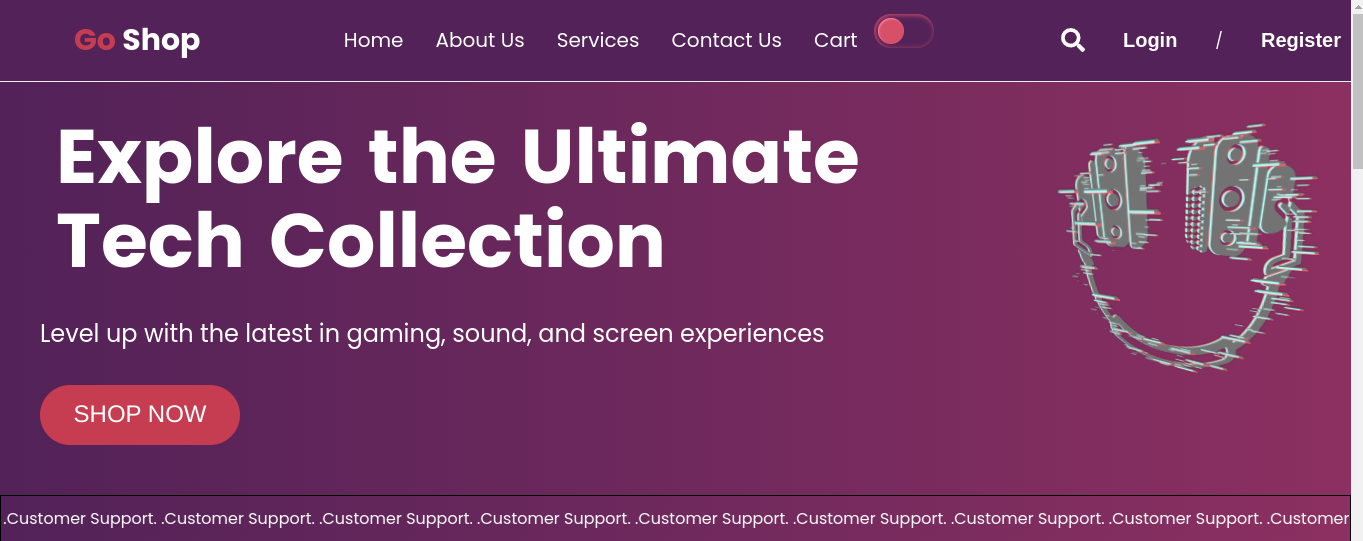 Go Shop Home About Us Services Contact Us Cart Login / Register
Explore the Ultimate
Tech Collection
Level up with the latest in gaming, sound, and screen experiences
SHOP NOW
.Customer Support. .Customer Support. .Customer Support. .Customer Support. .Customer Support. .Customer Support. .Customer Support. .Customer Support. .Customer